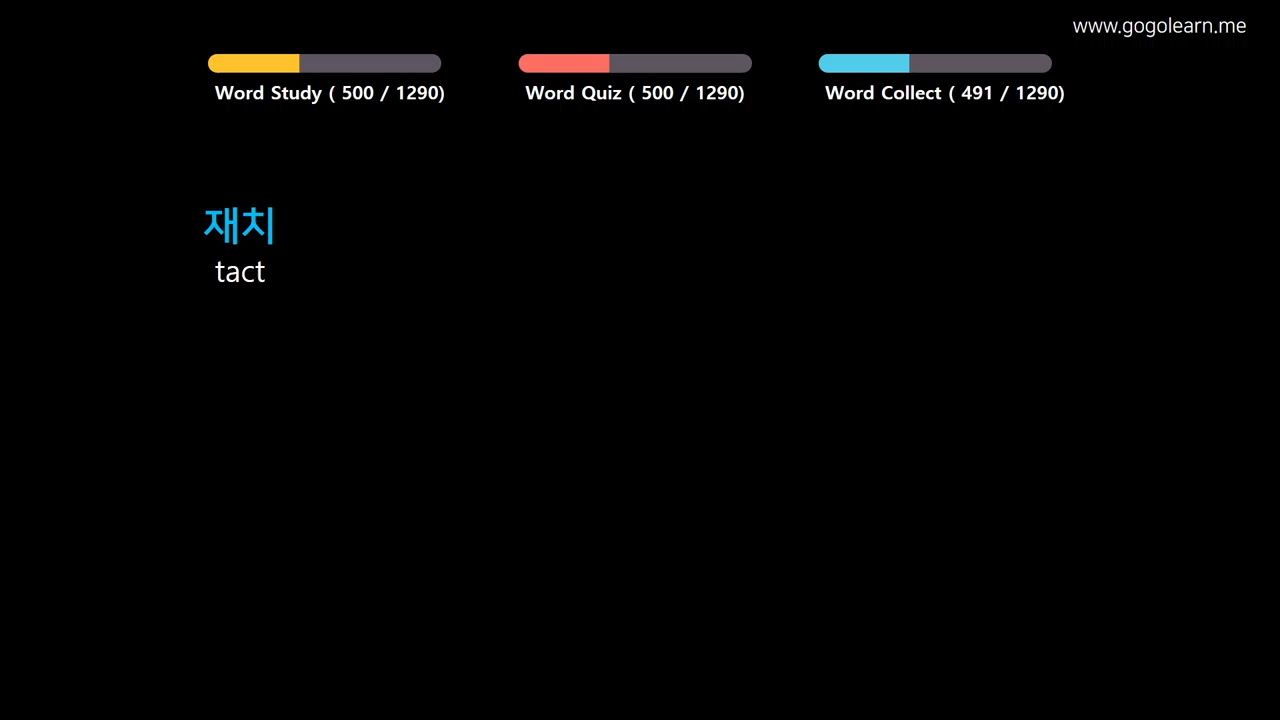 www.gogolearn.me
Word Study ( 500 / 1290)
Word Quiz ( 500 / 1290)
Word Collect ( 491 / 1290)
재치
tact